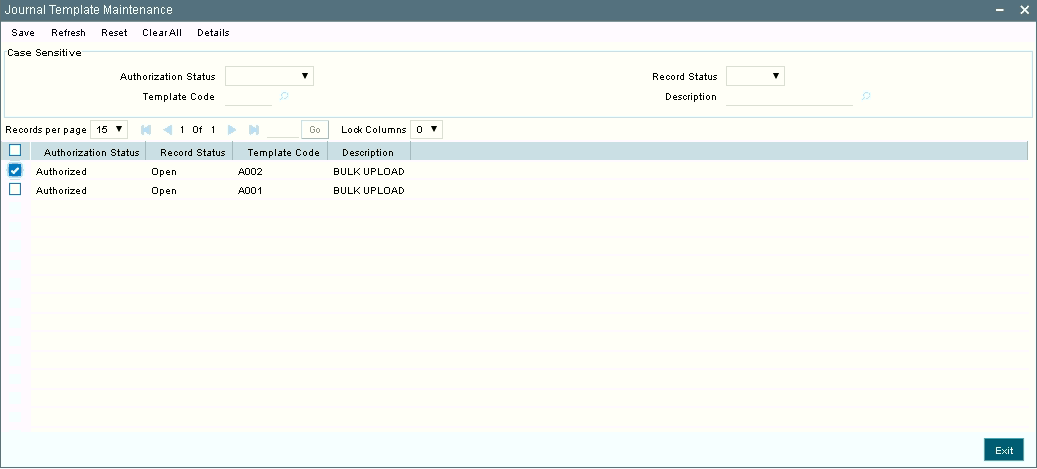 Journal Template Maintenance
Save Refresh Reset Clear All Details
Case Sensitive
Authorization Status Record Status
Template Code Description
Records per page 15 1 Of 1 Go Lock Columns 0
Authorization Status Record Status Template Code Description
Authorized Open A002 BULK UPLOAD
Authorized Open A001 BULK UPLOAD
Exit